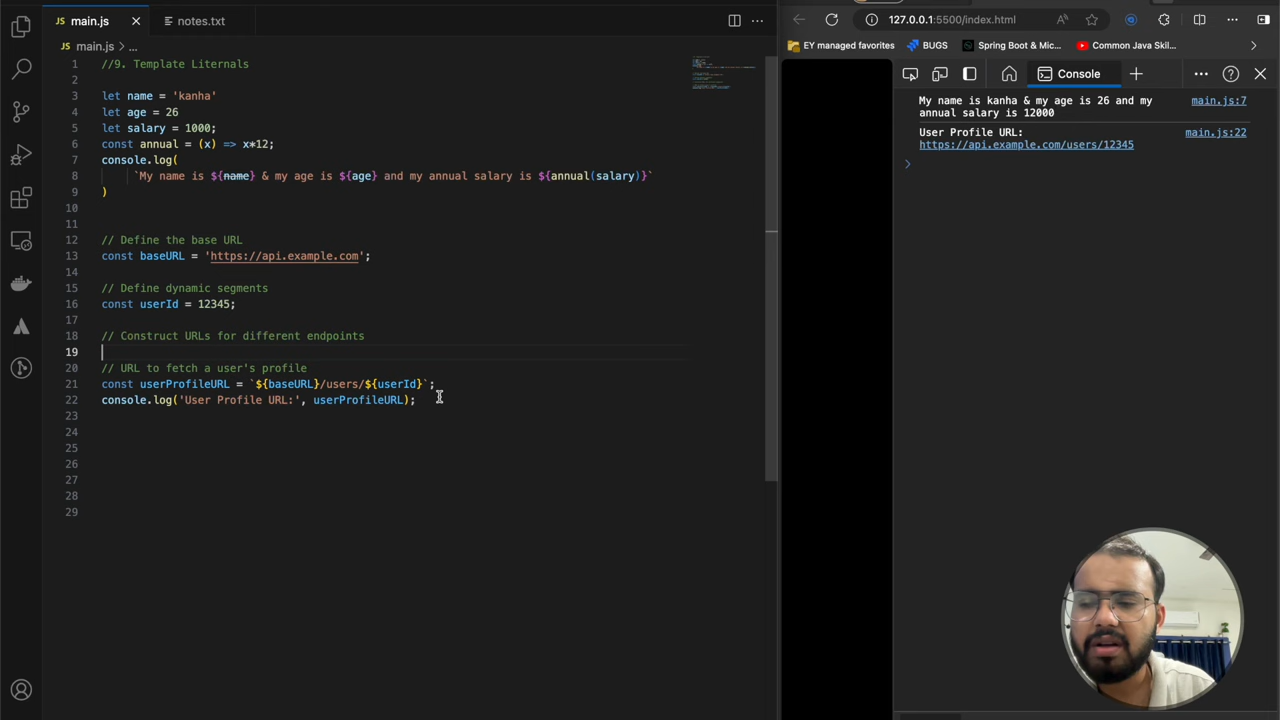 main.js
notes.txt
main.js > ...
1 //9. Template Liternals
2
3 let name = 'kanha'
4 let age = 26
5 let salary = 1000;
6 const annual = (x) => x*12;
7 console.log(
8 `My name is ${name} & my age is ${age} and my annual salary is ${annual(salary)}`
9 )
10
11
12 // Define the base URL
13 const baseURL = 'https://api.example.com';
14
15 // Define dynamic segments
16 const userId = 12345;
17
18 // Construct URLs for different endpoints
19
20 // URL to fetch a user's profile
21 const userProfileURL = `${baseURL}/users/${userId}`;
22 console.log('User Profile URL:', userProfileURL);
23
24
25
26
27
28
29
127.0.0.1:5500/index.html
EY managed favorites
BUGS
Spring Boot & Mic...
Common Java Skil...
Console
My name is kanha & my age is 26 and my main.js:7
annual salary is 12000
User Profile URL: main.js:22
https://api.example.com/users/12345